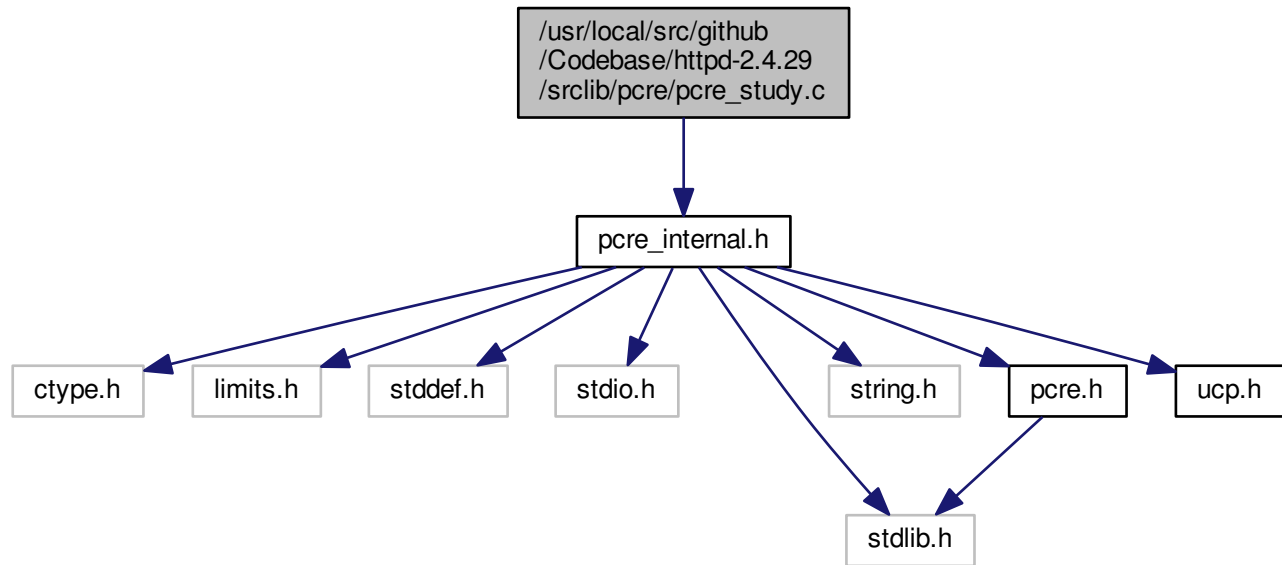 /usr/local/src/github
/Codebase/httpd-2.4.29
/srclib/pcre/pcre_study.c
pcre_internal.h
ctype.h
limits.h
stddef.h
stdio.h
string.h
pcre.h
ucp.h
stdlib.h